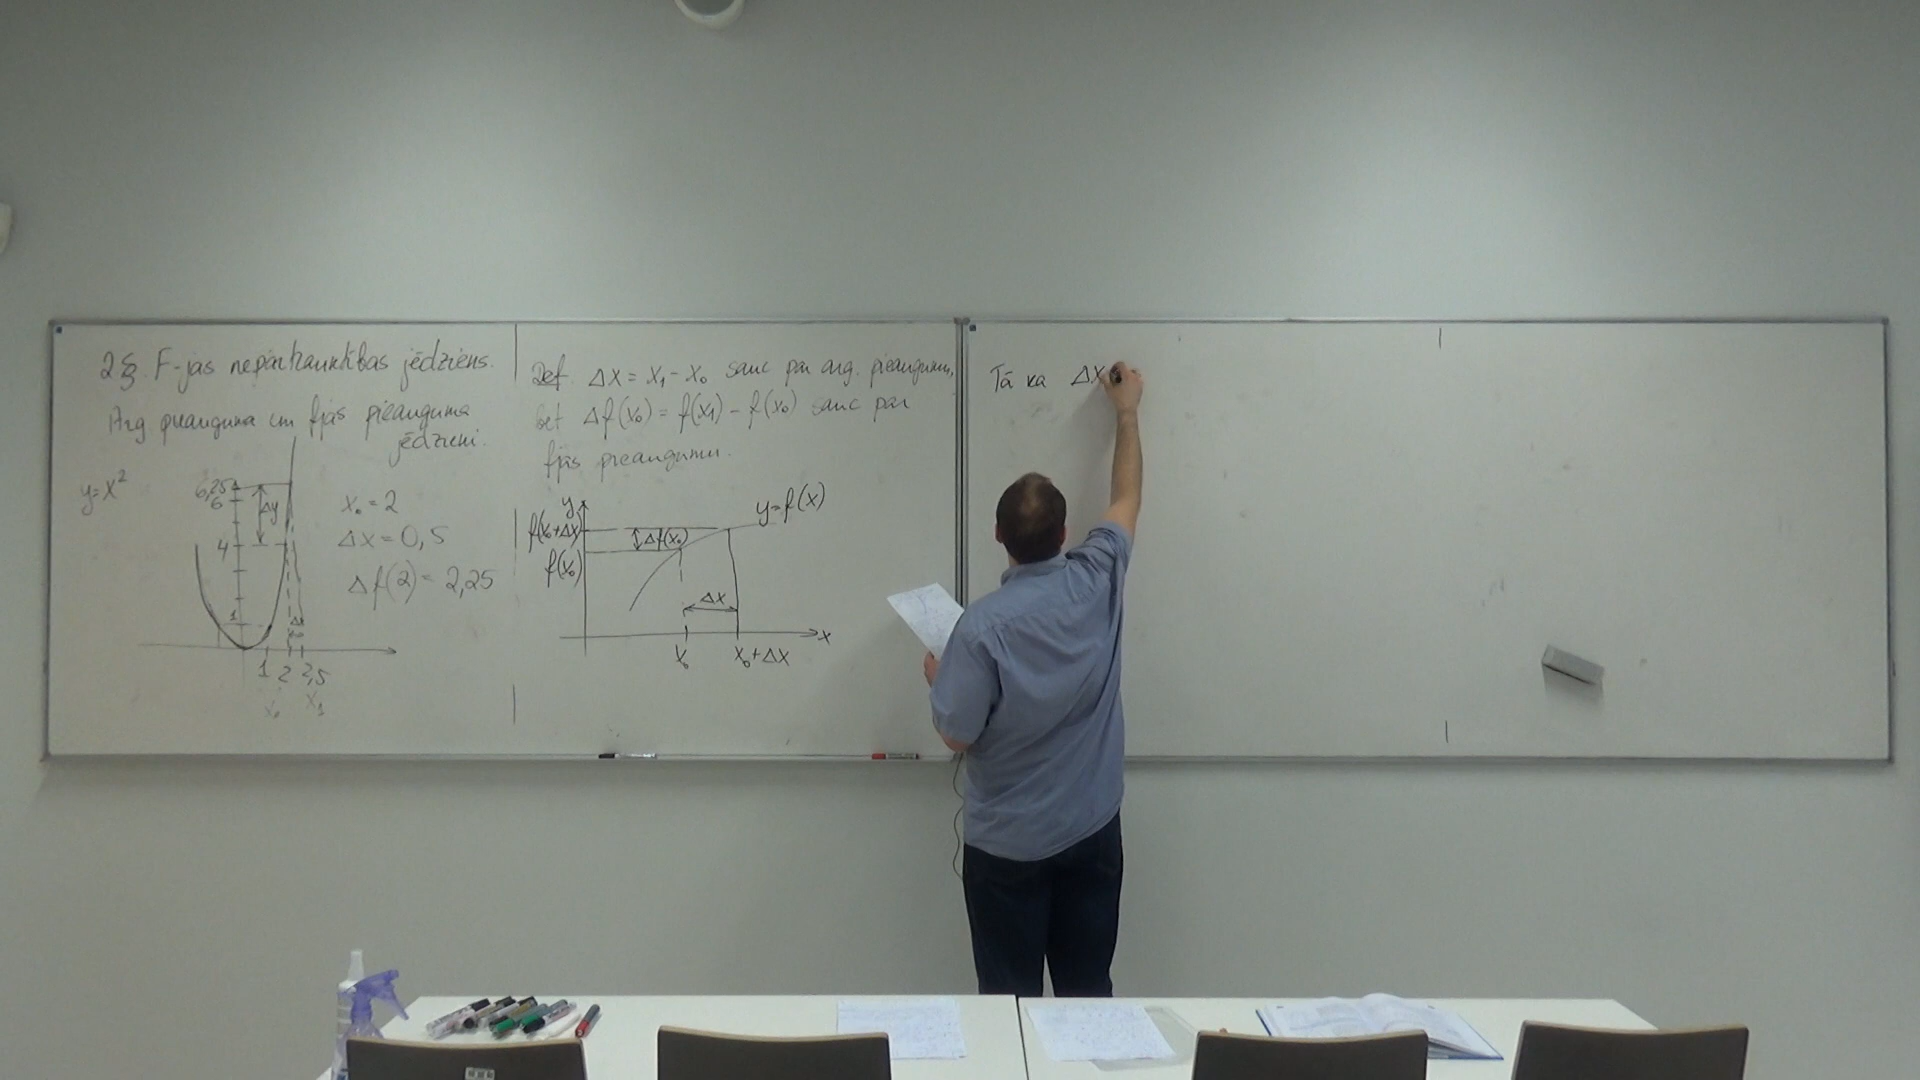 2§. F-jas nepārtrauktības jēdziens.
Arg pieauguma un fjas pieauguma
jēdzieni.
y=x²
6,25
6
Δy
4
1
Δx
1 2 2,5
x₀ x₁
x₀ = 2
Δx = 0,5
Δf(2) = 2,25
Def. Δx = x₁ - x₀ sauc par arg. pieaugumu,
bet Δf(x₀) = f(x₁) - f(x₀) sauc par
fjas pieaugumu.
y
y=f(x)
f(x₀+Δx)
Δf(x₀)
f(x₀)
Δx
x
x₀ x₀+Δx
Tā kā Δx